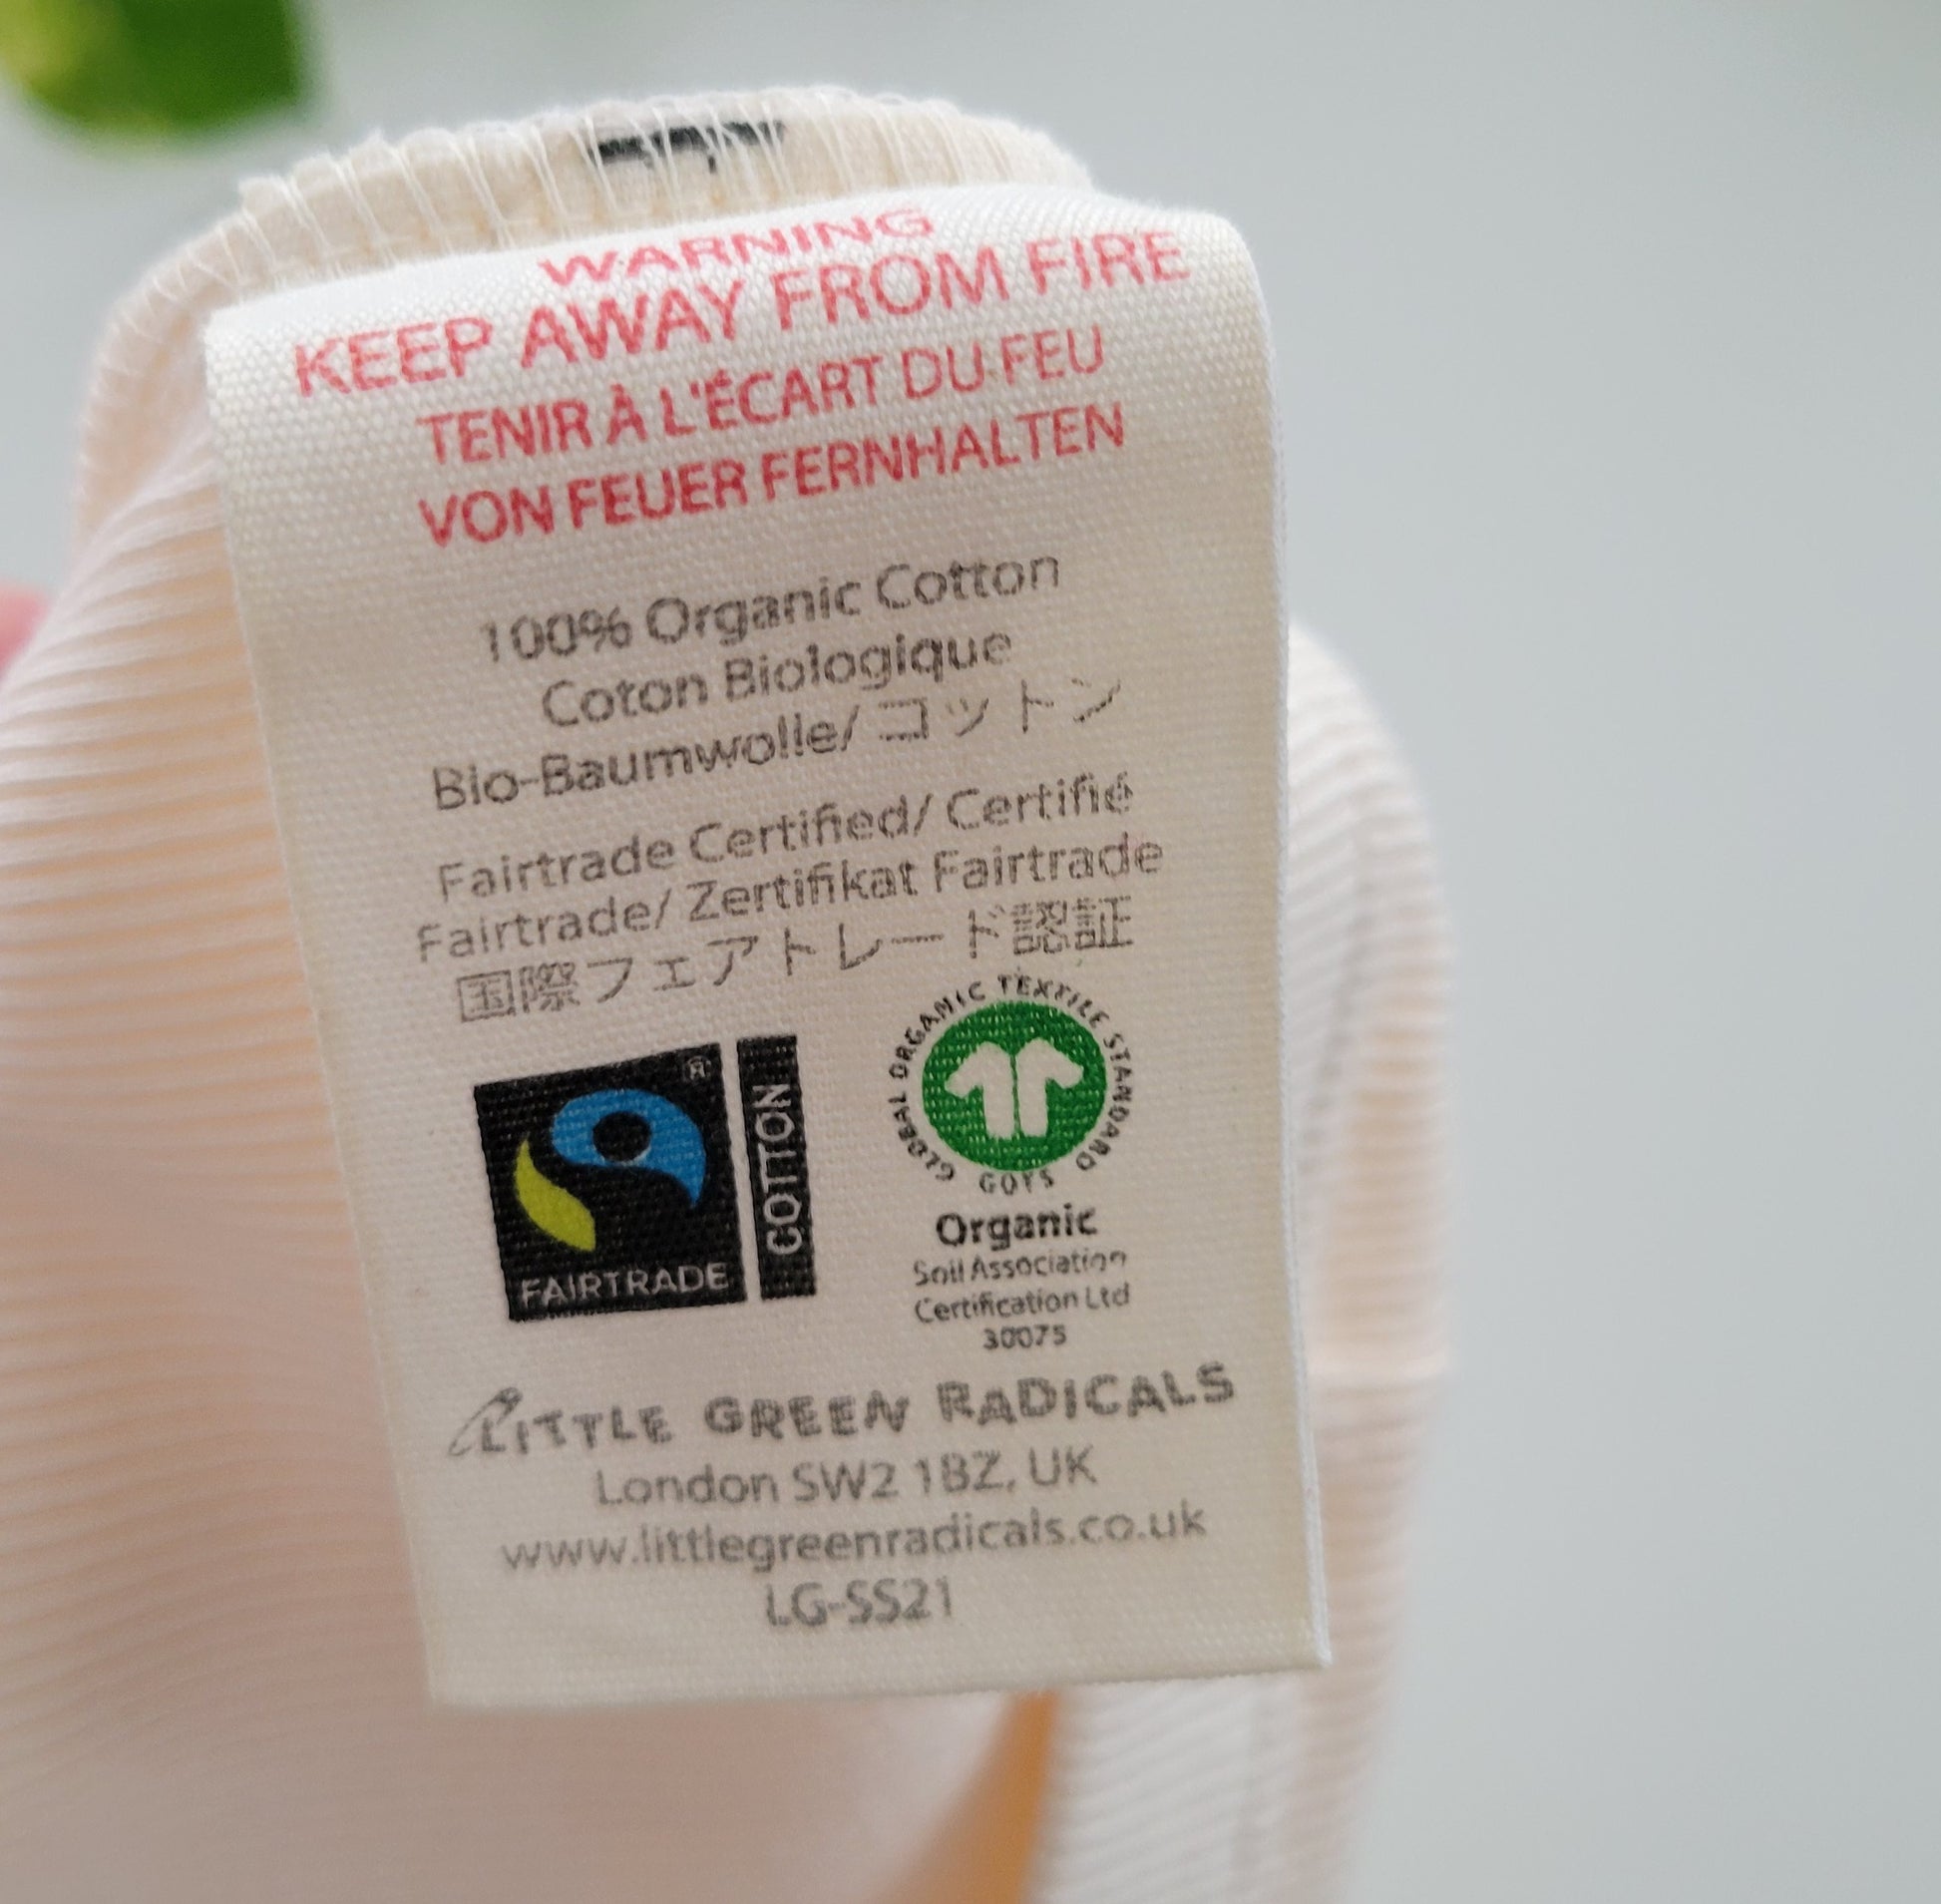 WARNING
KEEP AWAY FROM FIRE
TENIR À L'ÉCART DU FEU
VON FEUER FERNHALTEN
100% Organic Cotton
Coton Biologique
Bio-Baumwolle/ コットン
Fairtrade Certified/ Certifié
Fairtrade/ Zertifikat Fairtrade
国際フェアトレード認証
®
FAIRTRADE
COTTON
GLOBAL ORGANIC TEXTILE STANDARD
GOTS
Organic
Soil Association
Certification Ltd
30075
LITTLE GREEN RADICALS
London SW2 1BZ, UK
www.littlegreenradicals.co.uk
LG-SS21